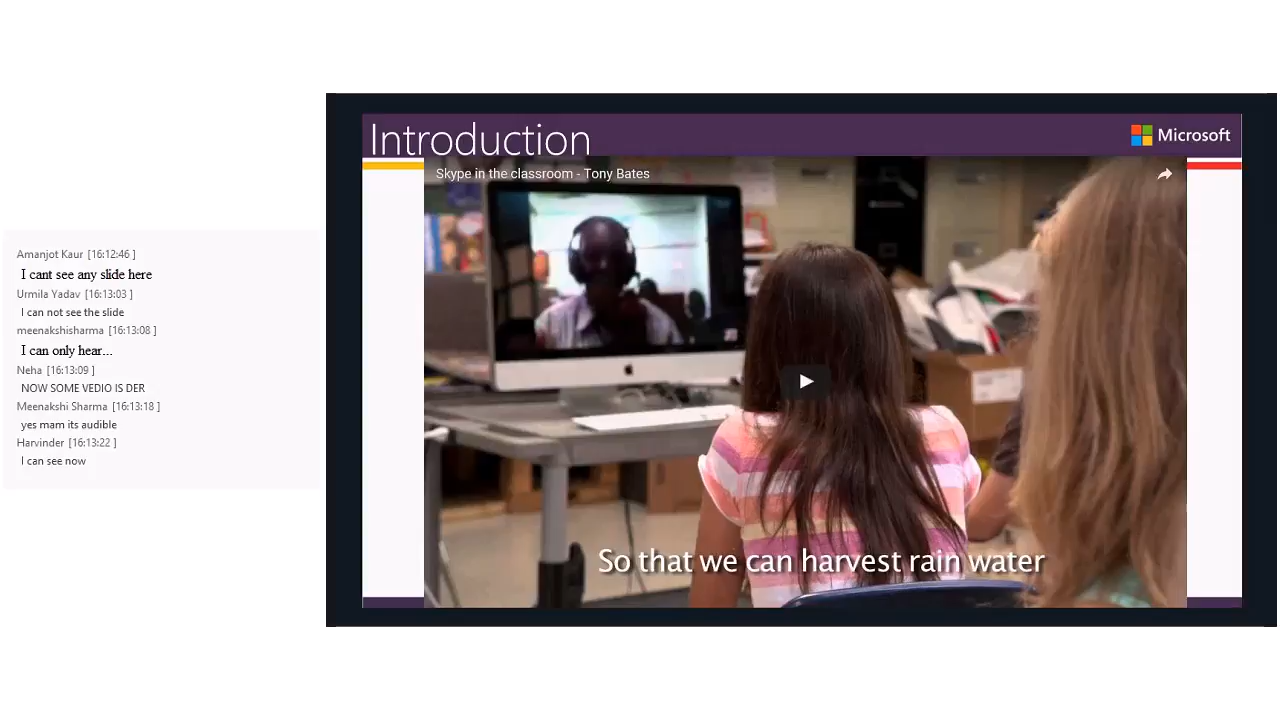 Amanjot Kaur [16:12:46 ]
I cant see any slide here
Urmila Yadav [16:13:03 ]
I can not see the slide
meenakshisharma [16:13:08 ]
I can only hear...
Neha [16:13:09 ]
NOW SOME VEDIO IS DER
Meenakshi Sharma [16:13:18 ]
yes mam its audible
Harvinder [16:13:22 ]
I can see now
Introduction
Microsoft
Skype in the classroom - Tony Bates
So that we can harvest rain water